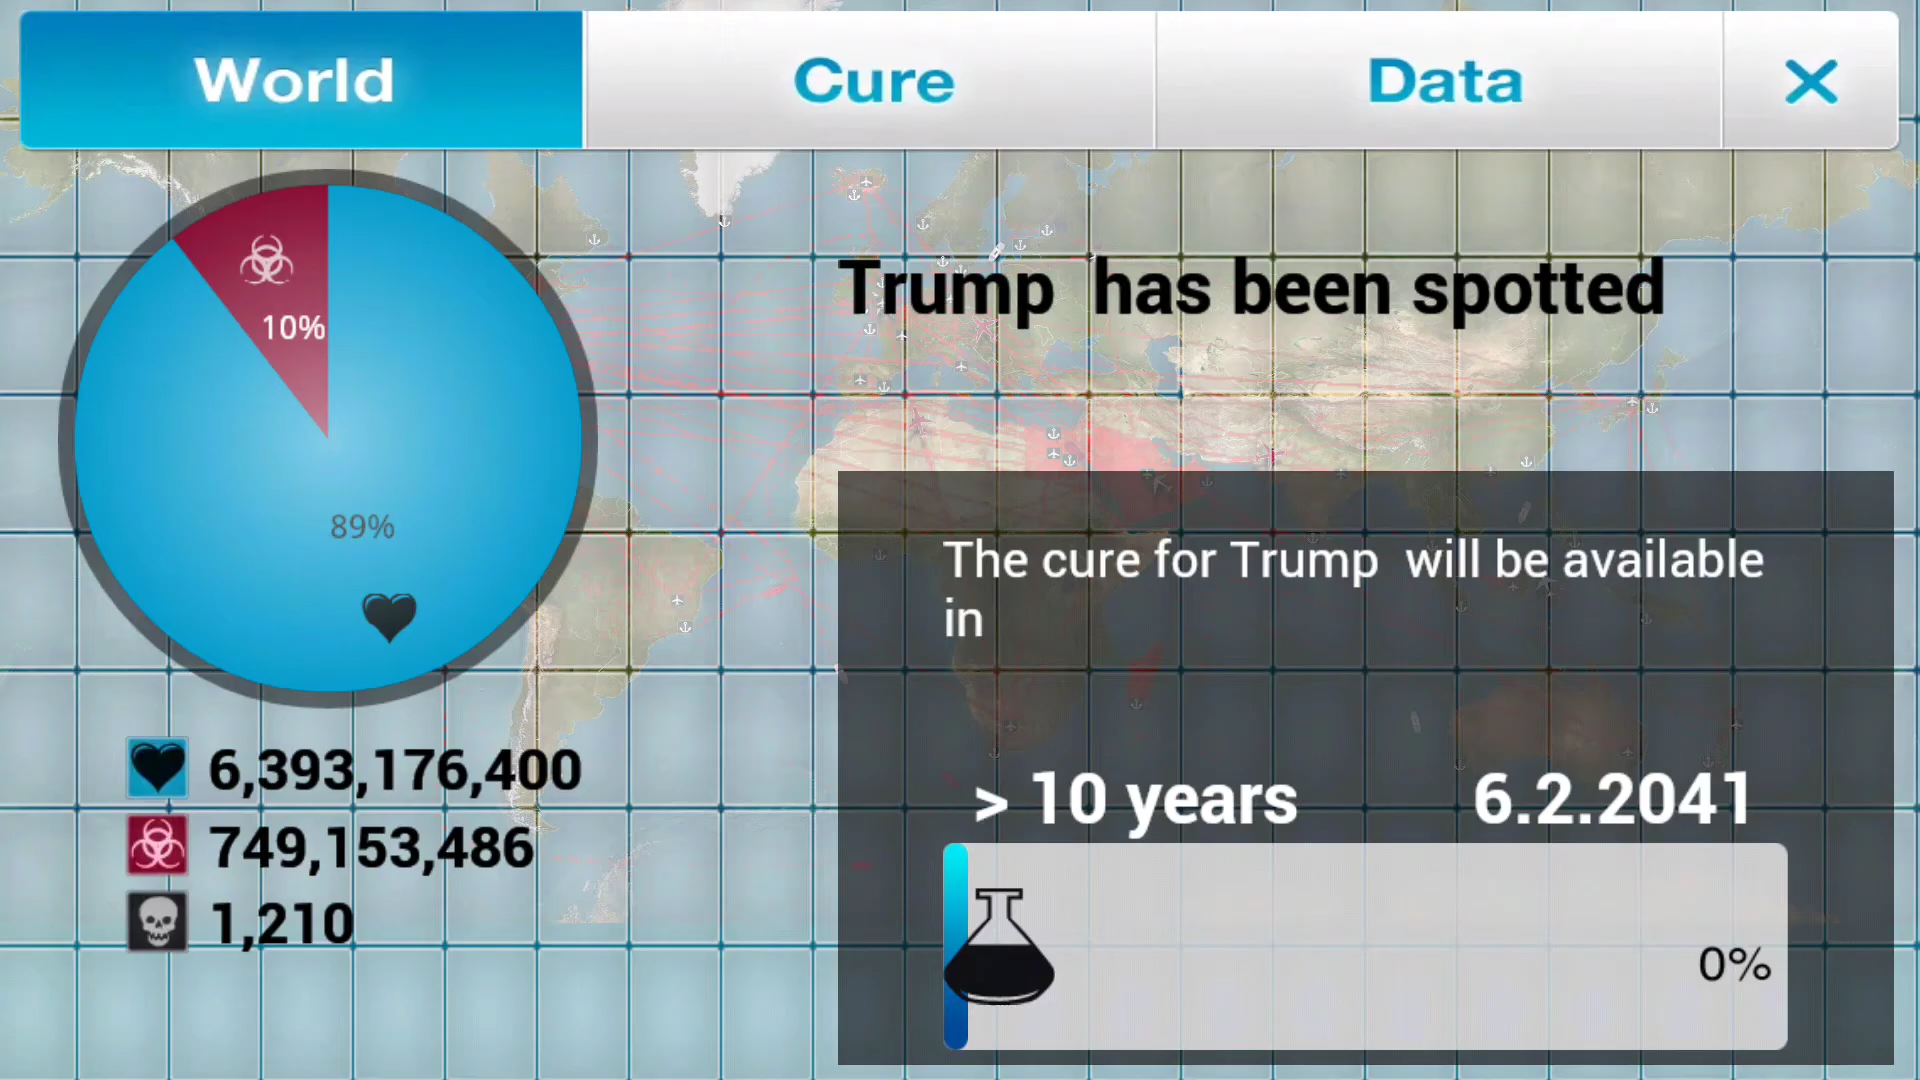 World
Cure
Data
10%
89%
6,393,176,400
749,153,486
1,210
Trump has been spotted
The cure for Trump will be available
in
> 10 years
6.2.2041
0%